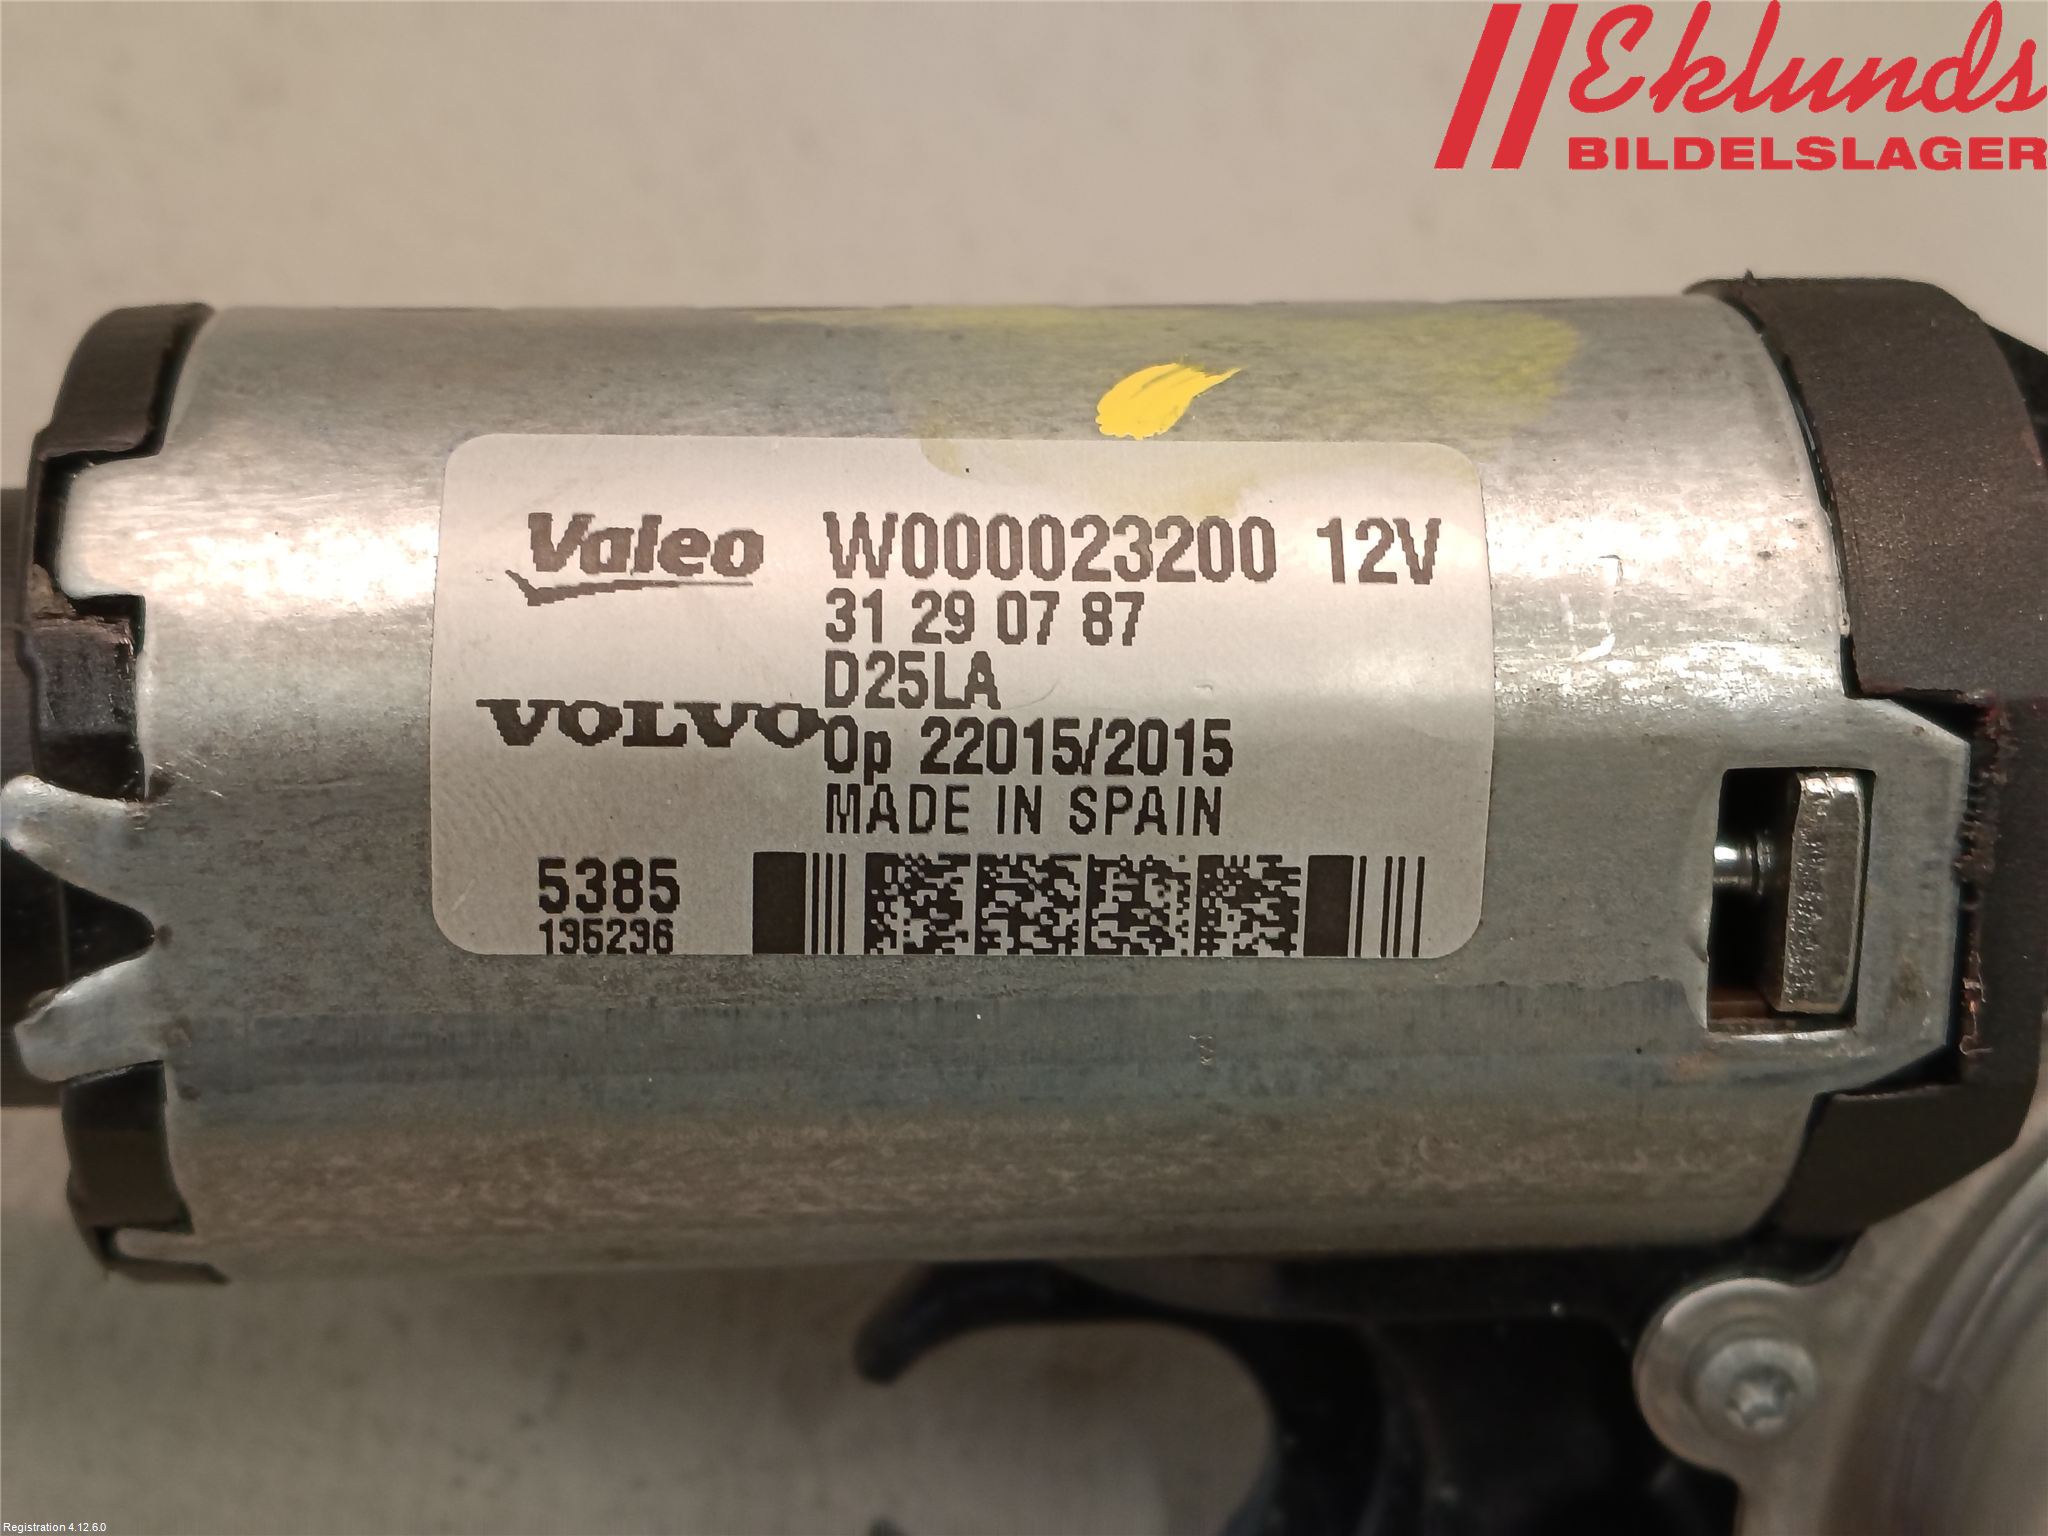 Eklunds
BILDELSLAGER
Valeo W000023200 12V
31 29 07 87
D25LA
VOLVO
Op 22015/2015
MADE IN SPAIN
5385
135236
Registration 4.12.6.0